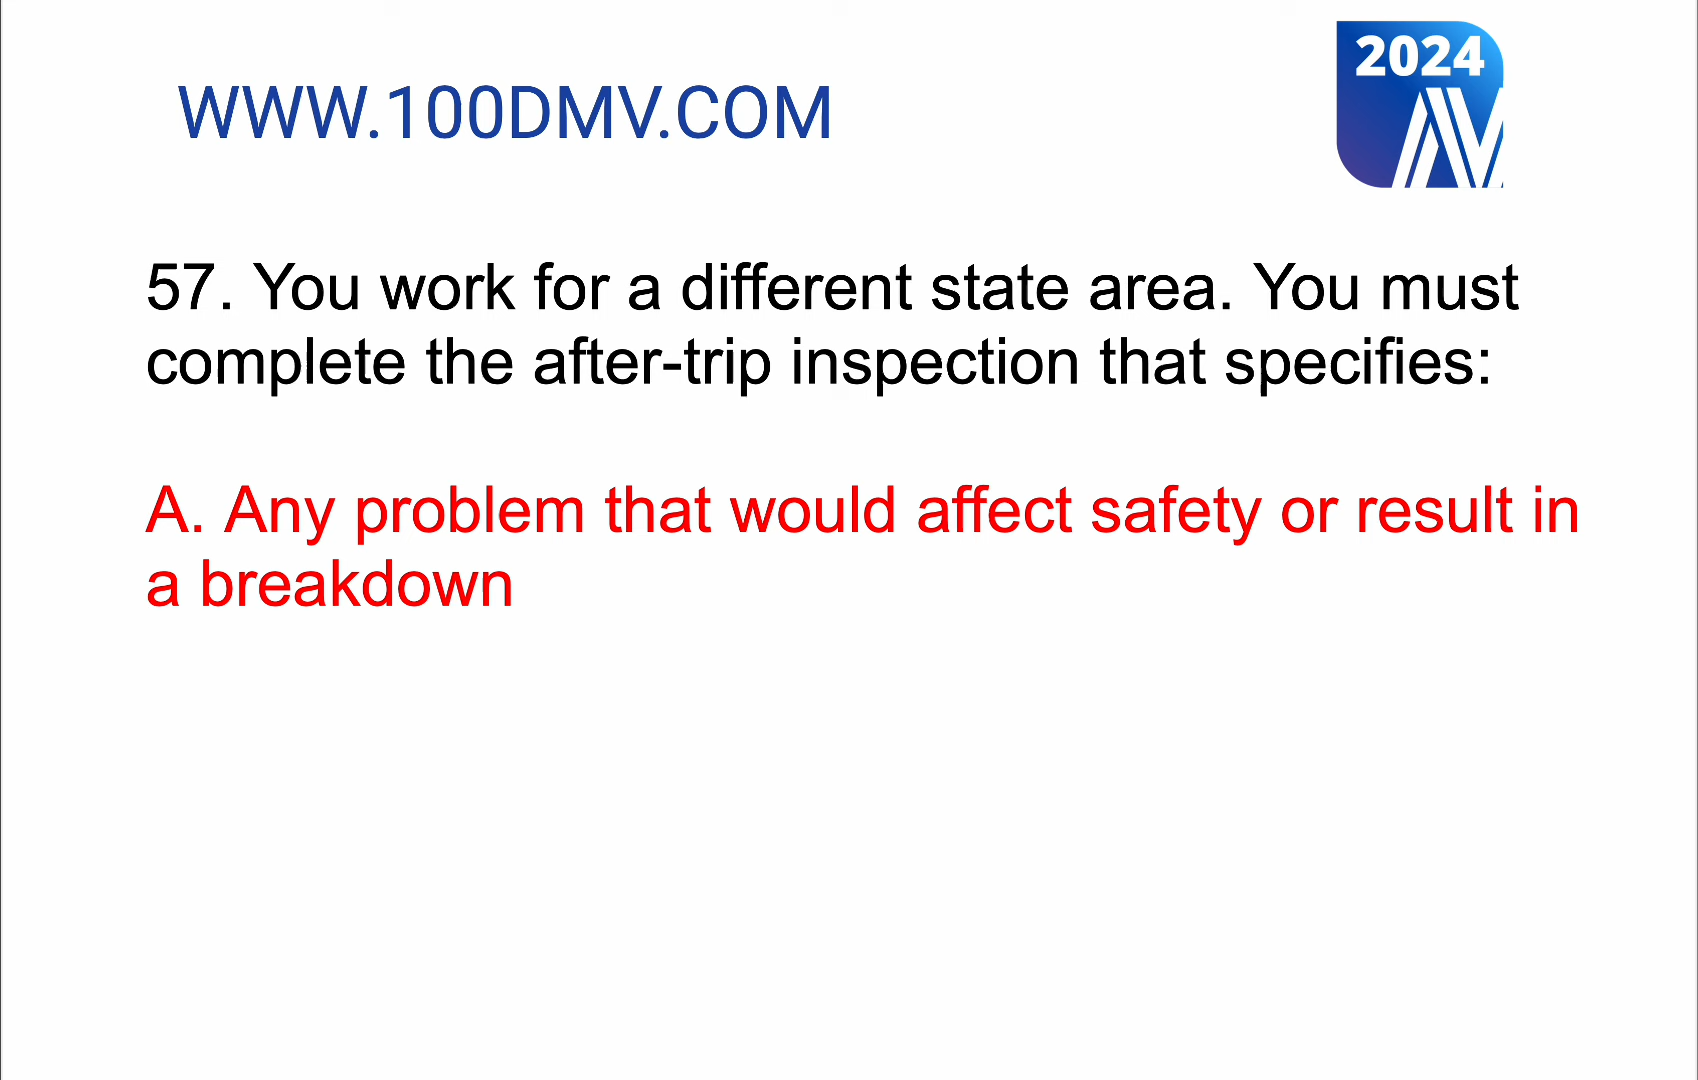 2024
WWW.100DMV.COM
57. You work for a different state area. You must
complete the after-trip inspection that specifies:
A. Any problem that would affect safety or result in
a breakdown